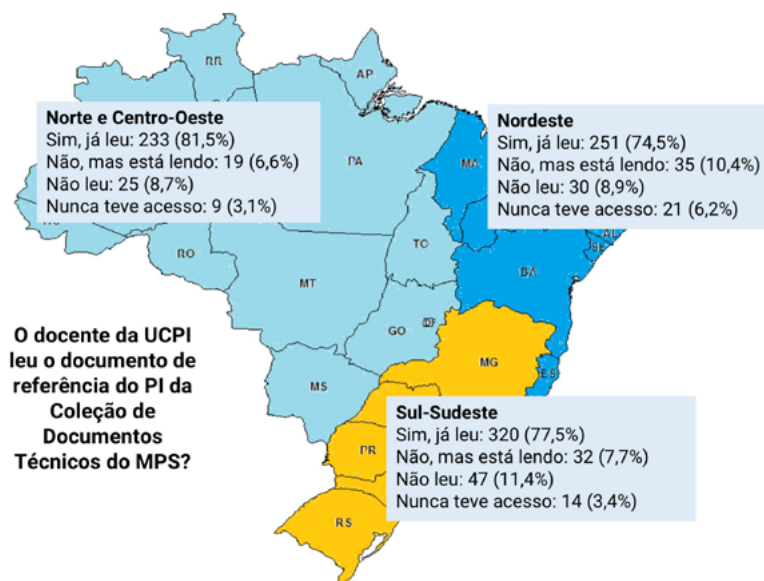 RR
AP
Norte e Centro-Oeste
Sim, já leu: 233 (81,5%)
Não, mas está lendo: 19 (6,6%)
Não leu: 25 (8,7%)
Nunca teve acesso: 9 (3,1%)
PA
Nordeste
Sim, já leu: 251 (74,5%)
Não, mas está lendo: 35 (10,4%)
Não leu: 30 (8,9%)
Nunca teve acesso: 21 (6,2%)
MA
AL
SE
TO
RO
BA
MT
GO
DF
O docente da UCPI
leu o documento de
referência do PI da
Coleção de
Documentos
Técnicos do MPS?
MG
ES
MS
Sul-Sudeste
Sim, já leu: 320 (77,5%)
Não, mas está lendo: 32 (7,7%)
Não leu: 47 (11,4%)
Nunca teve acesso: 14 (3,4%)
PR
RS